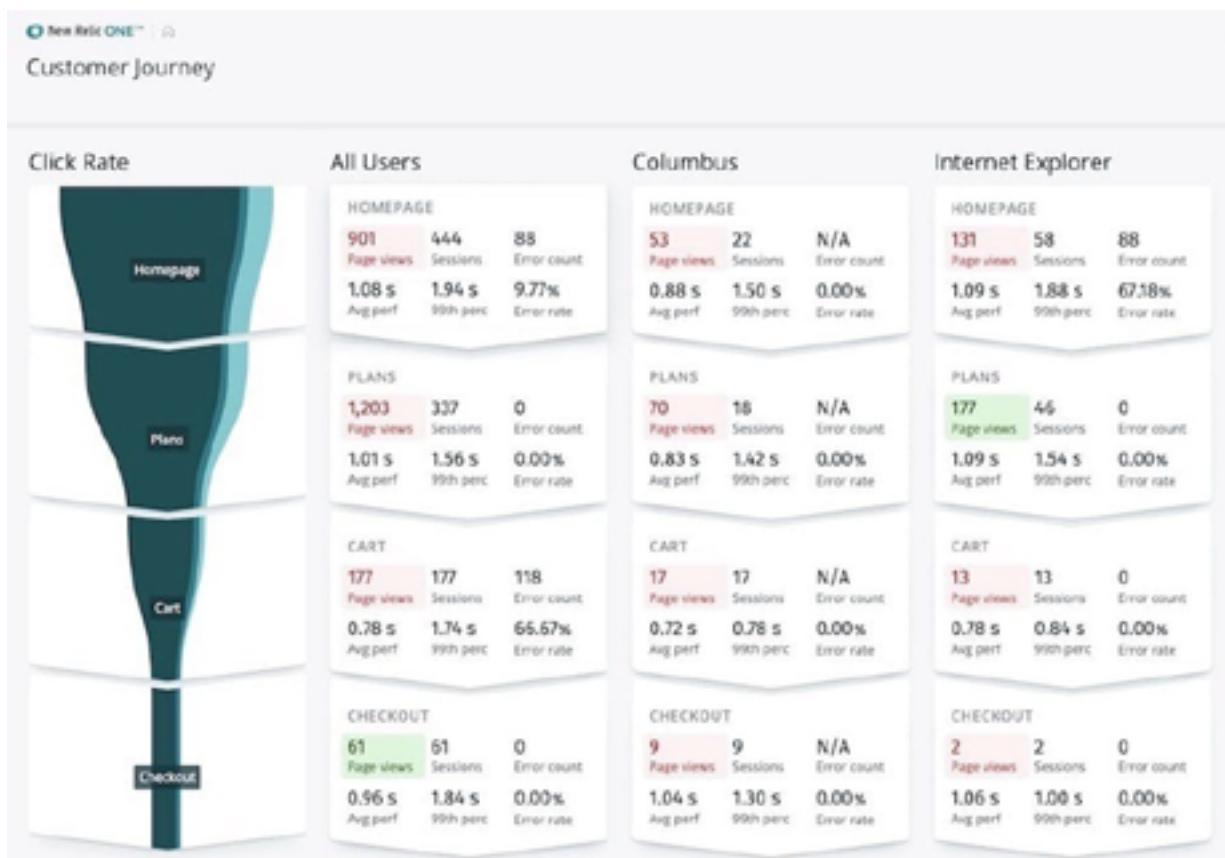 New Relic ONE™
Customer Journey
Click Rate
Homepage
Plans
Cart
Checkout
All Users
HOMEPAGE
901 444 88
Page views Sessions Error count
1.08 s 1.94 s 9.77%
Avg perf 99th perc Error rate
PLANS
1,203 337 0
Page views Sessions Error count
1.01 s 1.56 s 0.00%
Avg perf 99th perc Error rate
CART
177 177 118
Page views Sessions Error count
0.78 s 1.74 s 66.67%
Avg perf 99th perc Error rate
CHECKOUT
61 61 0
Page views Sessions Error count
0.96 s 1.84 s 0.00%
Avg perf 99th perc Error rate
Columbus
HOMEPAGE
53 22 N/A
Page views Sessions Error count
0.88 s 1.50 s 0.00%
Avg perf 99th perc Error rate
PLANS
70 18 N/A
Page views Sessions Error count
0.83 s 1.42 s 0.00%
Avg perf 99th perc Error rate
CART
17 17 N/A
Page views Sessions Error count
0.72 s 0.78 s 0.00%
Avg perf 99th perc Error rate
CHECKOUT
9 9 N/A
Page views Sessions Error count
1.04 s 1.30 s 0.00%
Avg perf 99th perc Error rate
Internet Explorer
HOMEPAGE
131 58 88
Page views Sessions Error count
1.09 s 1.88 s 67.18%
Avg perf 99th perc Error rate
PLANS
177 46 0
Page views Sessions Error count
1.09 s 1.54 s 0.00%
Avg perf 99th perc Error rate
CART
13 13 0
Page views Sessions Error count
0.78 s 0.84 s 0.00%
Avg perf 99th perc Error rate
CHECKOUT
2 2 0
Page views Sessions Error count
1.06 s 1.00 s 0.00%
Avg perf 99th perc Error rate